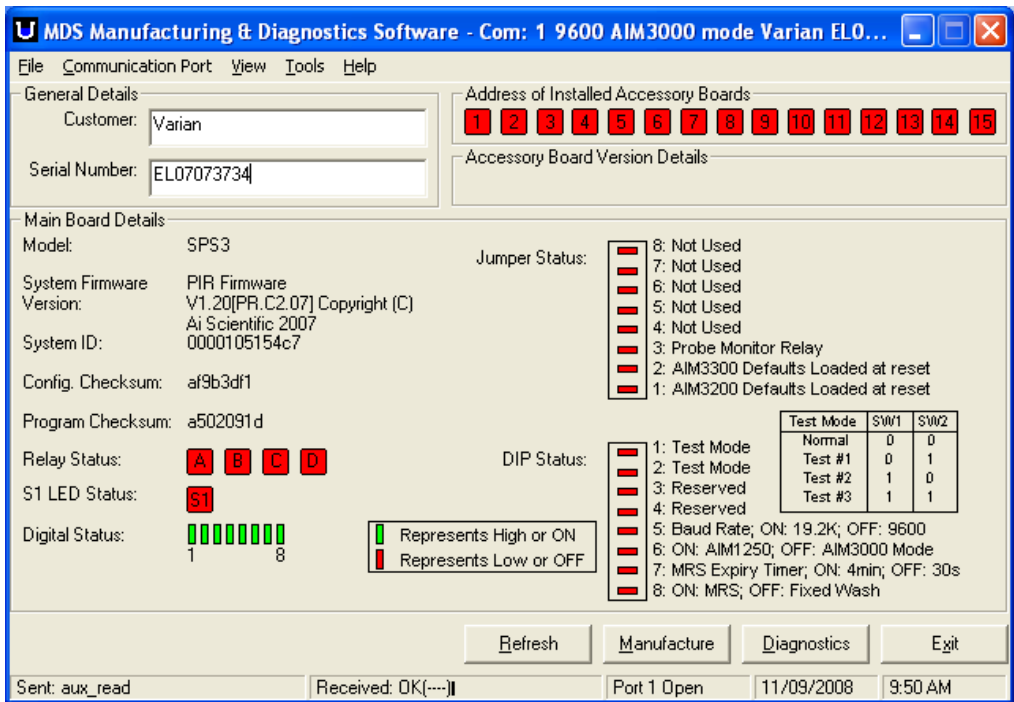 MDS Manufacturing & Diagnostics Software - Com: 1 9600 AIM3000 mode Varian EL0...
File Communication Port View Tools Help
General Details
Customer: Varian
Serial Number: EL07073734
Address of Installed Accessory Boards
1 2 3 4 5 6 7 8 9 10 11 12 13 14 15
Accessory Board Version Details
Main Board Details
Model: SPS3
System Firmware Version: PIR Firmware
V1.20[PR.C2.07] Copyright (C)
Ai Scientific 2007
System ID: 0000105154c7
Config. Checksum: af9b3df1
Program Checksum: a502091d
Relay Status: A B C D
S1 LED Status: S1
Digital Status:
1 8
Represents High or ON
Represents Low or OFF
Jumper Status:
8: Not Used
7: Not Used
6: Not Used
5: Not Used
4: Not Used
3: Probe Monitor Relay
2: AIM3300 Defaults Loaded at reset
1: AIM3200 Defaults Loaded at reset
Test Mode SW1 SW2
Normal 0 0
Test #1 0 1
Test #2 1 0
Test #3 1 1
DIP Status:
1: Test Mode
2: Test Mode
3: Reserved
4: Reserved
5: Baud Rate; ON: 19.2K; OFF: 9600
6: ON: AIM1250; OFF: AIM3000 Mode
7: MRS Expiry Timer; ON: 4min; OFF: 30s
8: ON: MRS; OFF: Fixed Wash
Refresh Manufacture Diagnostics Exit
Sent: aux_read Received: OK(----) Port 1 Open 11/09/2008 9:50 AM